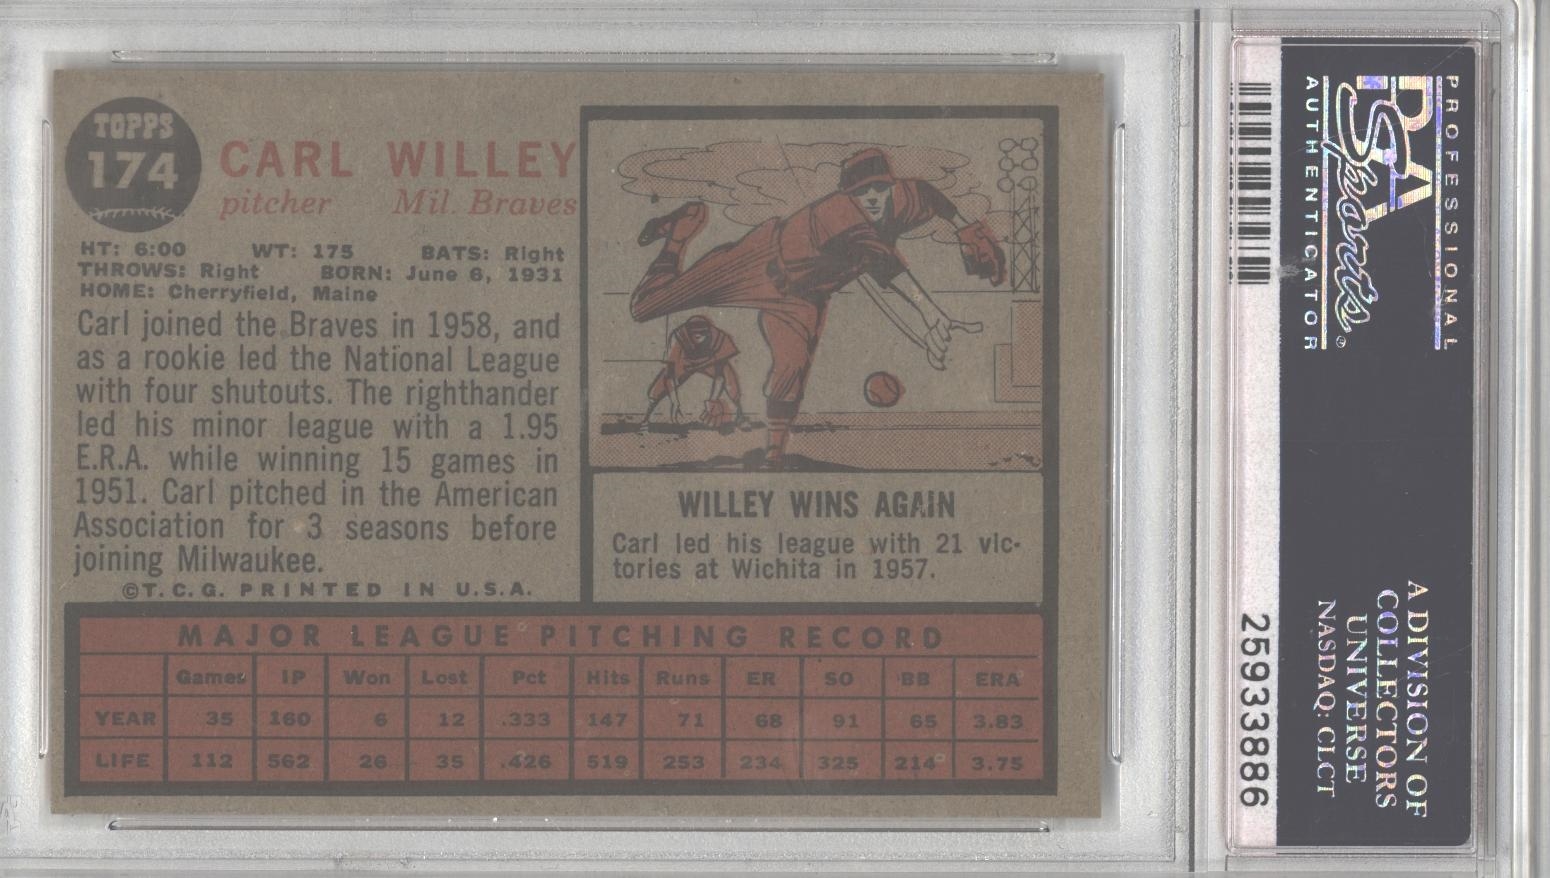 TOPPS
174
CARL WILLEY
pitcher Mil. Braves
HT: 6:00 WT: 175 BATS: Right
THROWS: Right BORN: June 6, 1931
HOME: Cherryfield, Maine
Carl joined the Braves in 1958, and
as a rookie led the National League
with four shutouts. The righthander
led his minor league with a 1.95
E.R.A. while winning 15 games in
1951. Carl pitched in the American
Association for 3 seasons before
joining Milwaukee.
©T.C.G. PRINTED IN U.S.A.
WILLEY WINS AGAIN
Carl led his league with 21 vic-
tories at Wichita in 1957.
MAJOR LEAGUE PITCHING RECORD
Games IP Won Lost Pct Hits Runs ER SO BB ERA
YEAR 35 160 6 12 .333 147 71 68 91 65 3.83
LIFE 112 562 26 35 .426 519 253 234 325 214 3.75
PROFESSIONAL
PSA
Sports
AUTHENTICATOR
A DIVISION OF
COLLECTORS
UNIVERSE
NASDAQ: CLCT
25933886